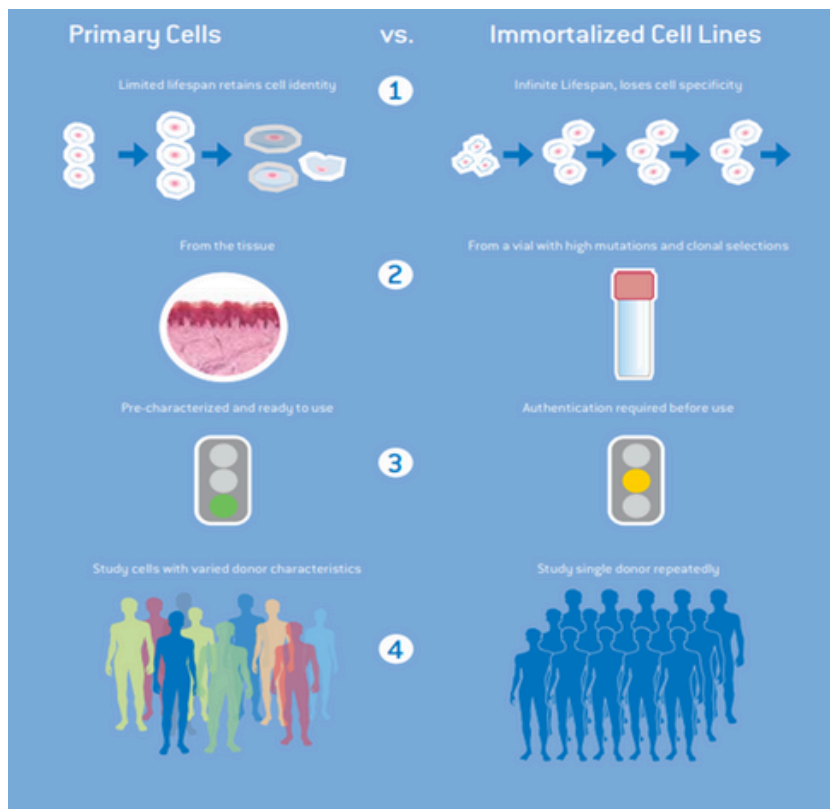 Primary Cells vs. Immortalized Cell Lines
Limited lifespan retains cell identity
1
Infinite Lifespan, loses cell specificity
From the tissue
2
From a vial with high mutations and clonal selections
Pre-characterized and ready to use
3
Authentication required before use
Study cells with varied donor characteristics
4
Study single donor repeatedly